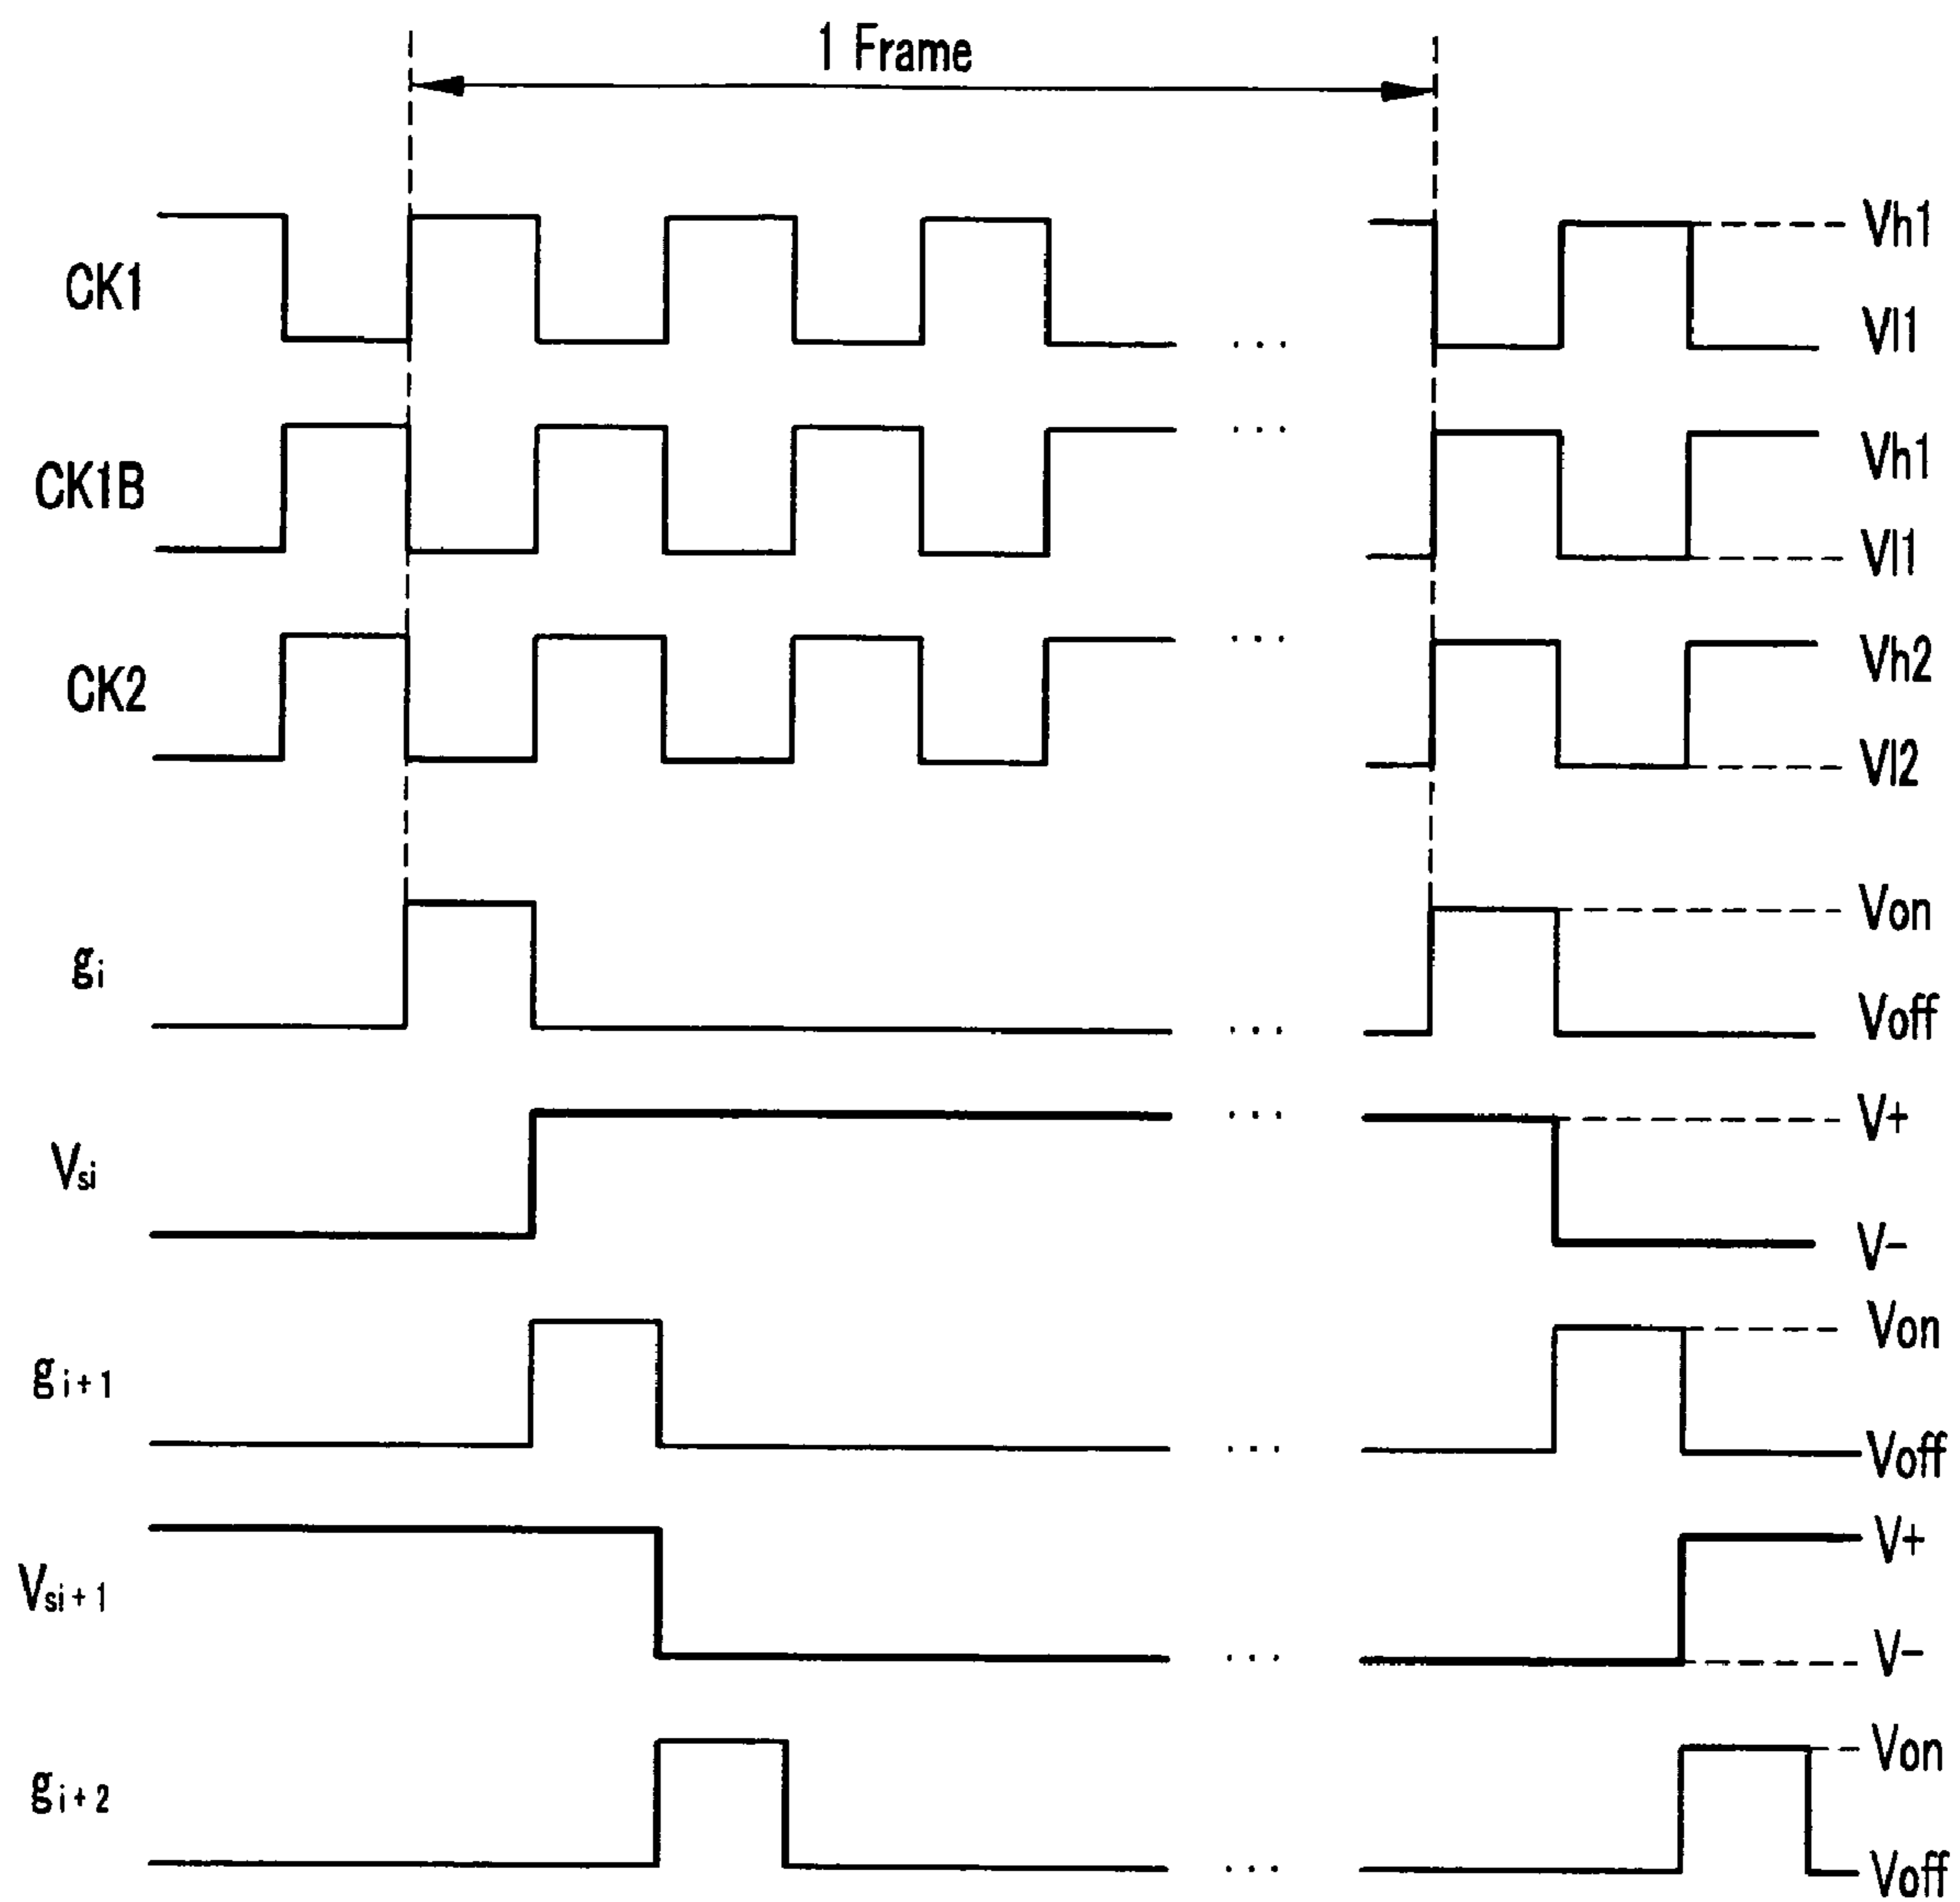 1 Frame
CK1
Vh1
Vl1
...
CK1B
Vh1
Vl1
...
CK2
Vh2
Vl2
...
gi
Von
Voff
...
Vsi
V+
V-
...
gi+1
Von
Voff
...
Vsi+1
V+
V-
...
gi+2
Von
Voff
...